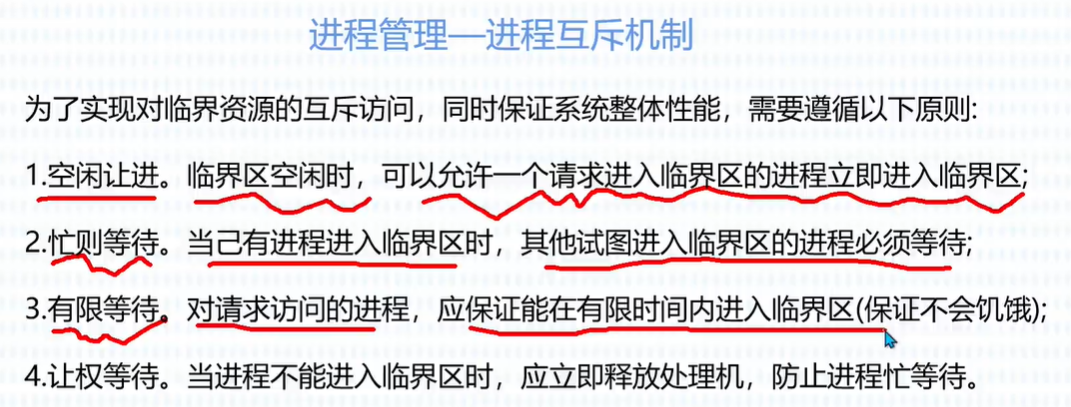 进程管理—进程互斥机制
为了实现对临界资源的互斥访问，同时保证系统整体性能，需要遵循以下原则:
1.空闲让进。临界区空闲时，可以允许一个请求进入临界区的进程立即进入临界区;
2.忙则等待。当己有进程进入临界区时，其他试图进入临界区的进程必须等待;
3.有限等待。对请求访问的进程，应保证能在有限时间内进入临界区(保证不会饥饿);
4.让权等待。当进程不能进入临界区时，应立即释放处理机，防止进程忙等待。